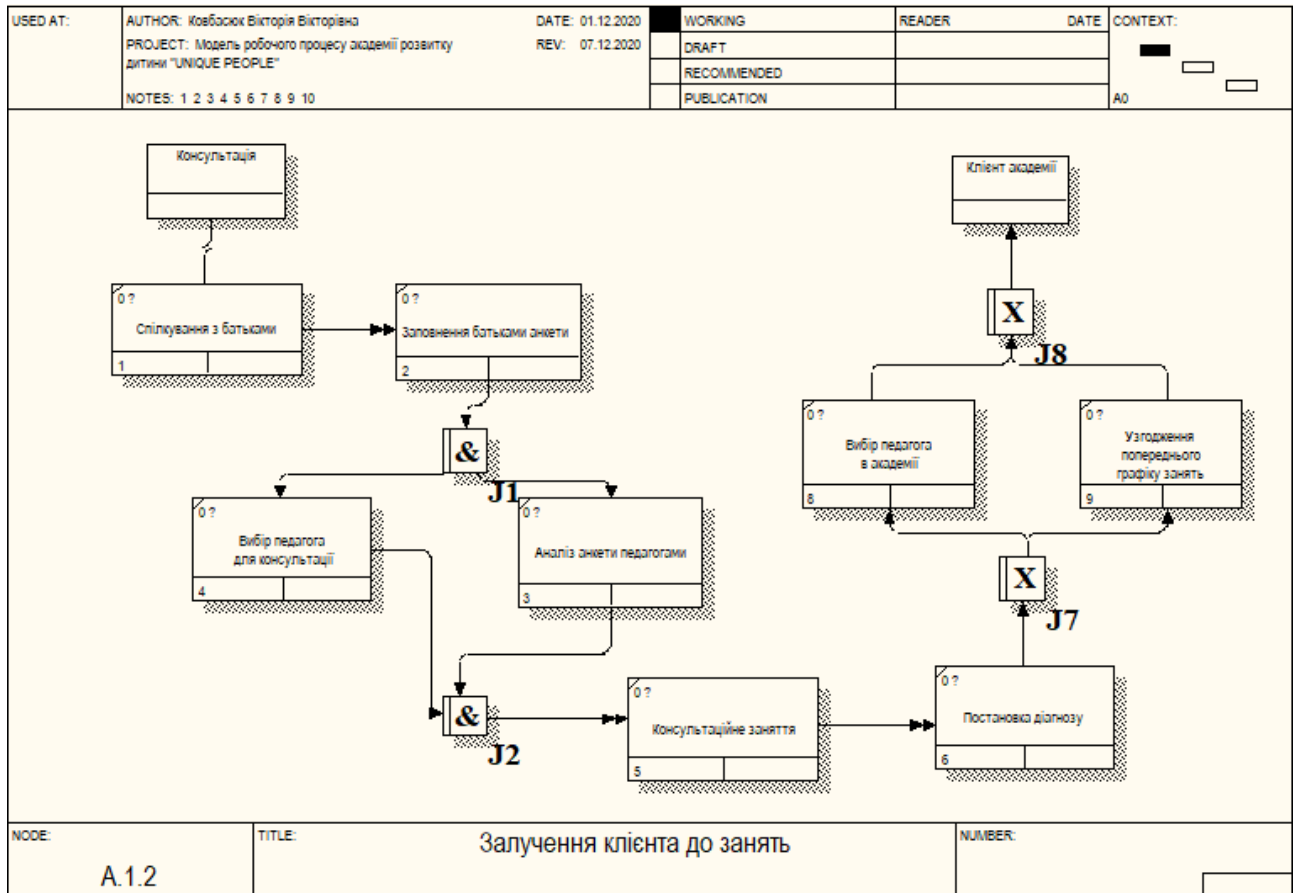 USED AT:
AUTHOR: Ковбасюк Вікторія Вікторівна
DATE: 01.12.2020
PROJECT: Модель робочого процесу академії розвитку
дитини "UNIQUE PEOPLE"
REV: 07.12.2020
NOTES: 1 2 3 4 5 6 7 8 9 10
WORKING
DRAFT
RECOMMENDED
PUBLICATION
READER
DATE
CONTEXT:
A0
Консультація
Клієнт академії
0 ?
Спілкування з батьками
1
0 ?
Заповнення батьками анкети
2
X
J8
&
J1
0 ?
Вибір педагога
в академії
8
0 ?
Узгодження
попереднього
графіку занять
9
0 ?
Вибір педагога
для консультації
4
0 ?
Аналіз анкети педагогами
3
X
J7
&
J2
0 ?
Консультаційне заняття
5
0 ?
Постановка діагнозу
6
NODE:
A.1.2
TITLE:
Залучення клієнта до занять
NUMBER: